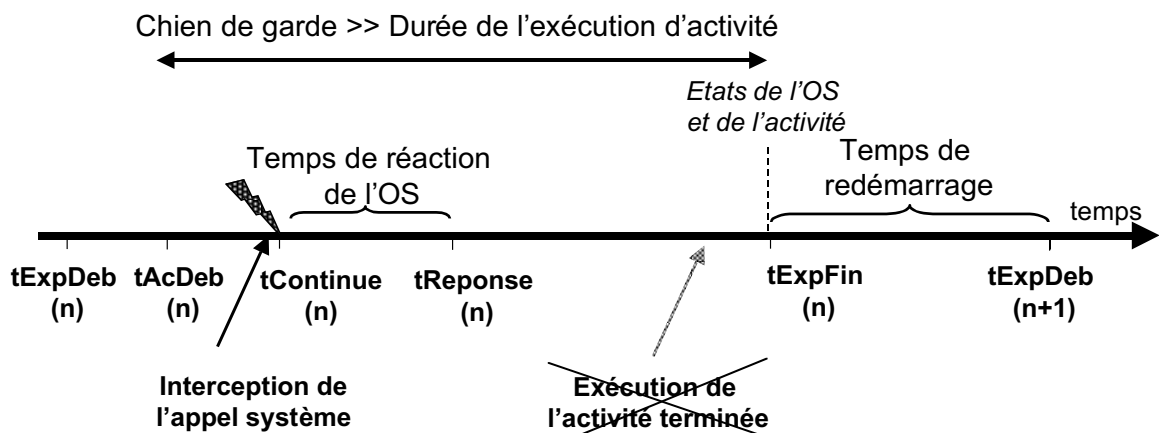 Chien de garde >> Durée de l'exécution d'activité
Etats de l'OS
et de l'activité
Temps de réaction
de l'OS
Temps de
redémarrage
temps
tExpDeb
(n)
tAcDeb
(n)
tContinue
(n)
tReponse
(n)
tExpFin
(n)
tExpDeb
(n+1)
Interception de
l'appel système
Exécution de
l'activité terminée